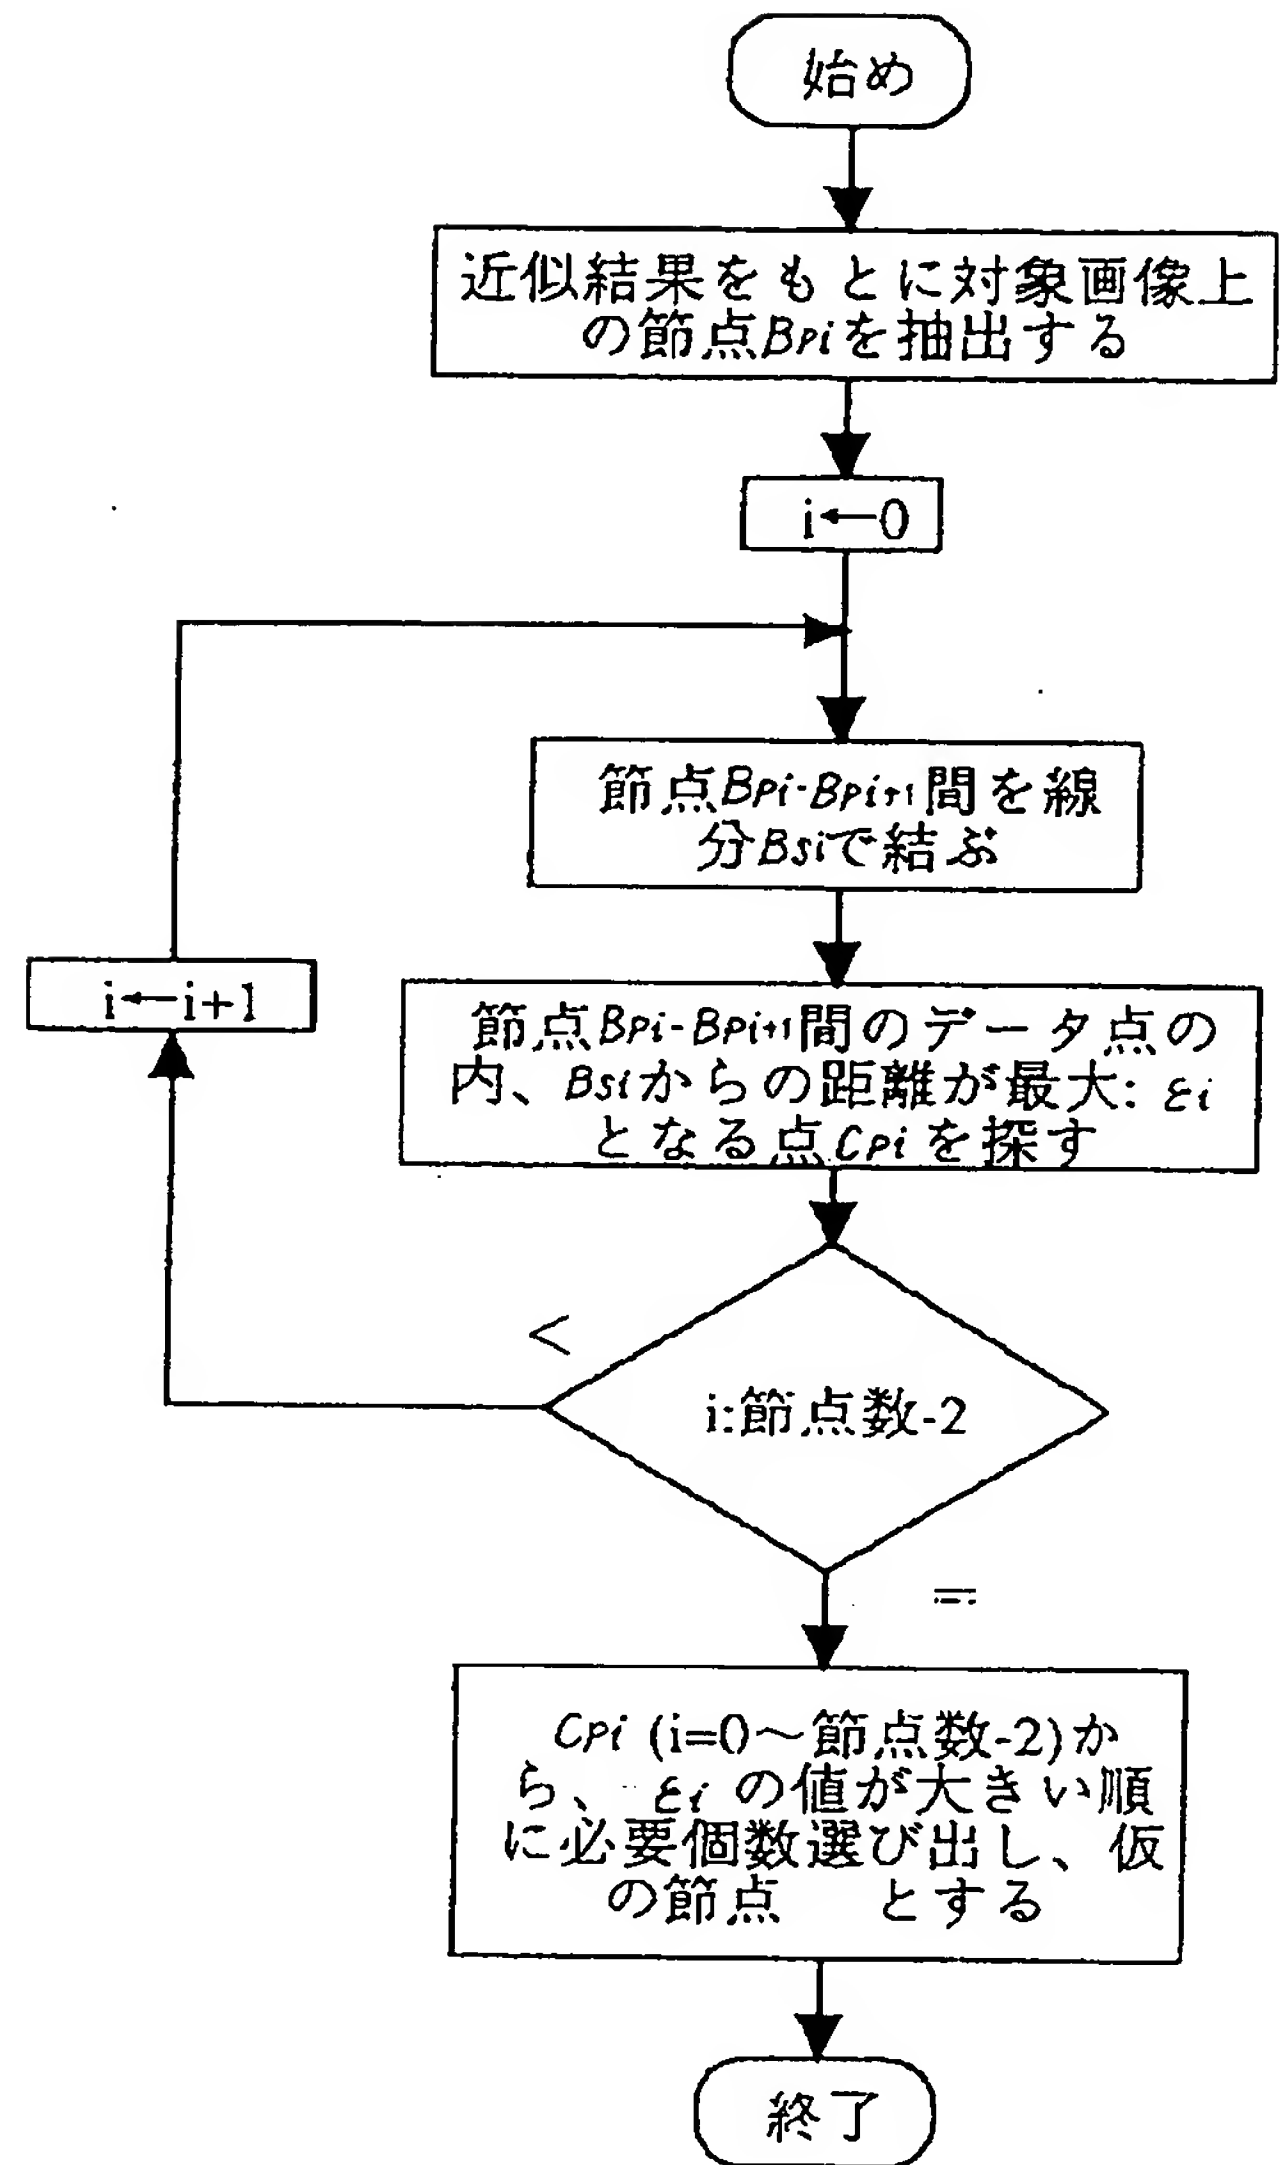 始め
近似結果をもとに対象画像上
の節点Bpiを抽出する
i←0
節点Bpi-Bpi+1間を線
分Bsiで結ぶ
i←i+1
節点Bpi-Bpi+1間のデータ点の
内、Bsiからの距離が最大: εi
となる点Cpiを探す
<
i:節点数-2
=
Cpi (i=0～節点数-2)か
ら、 εi の値が大きい順
に必要個数選び出し、仮
の節点 とする
終了